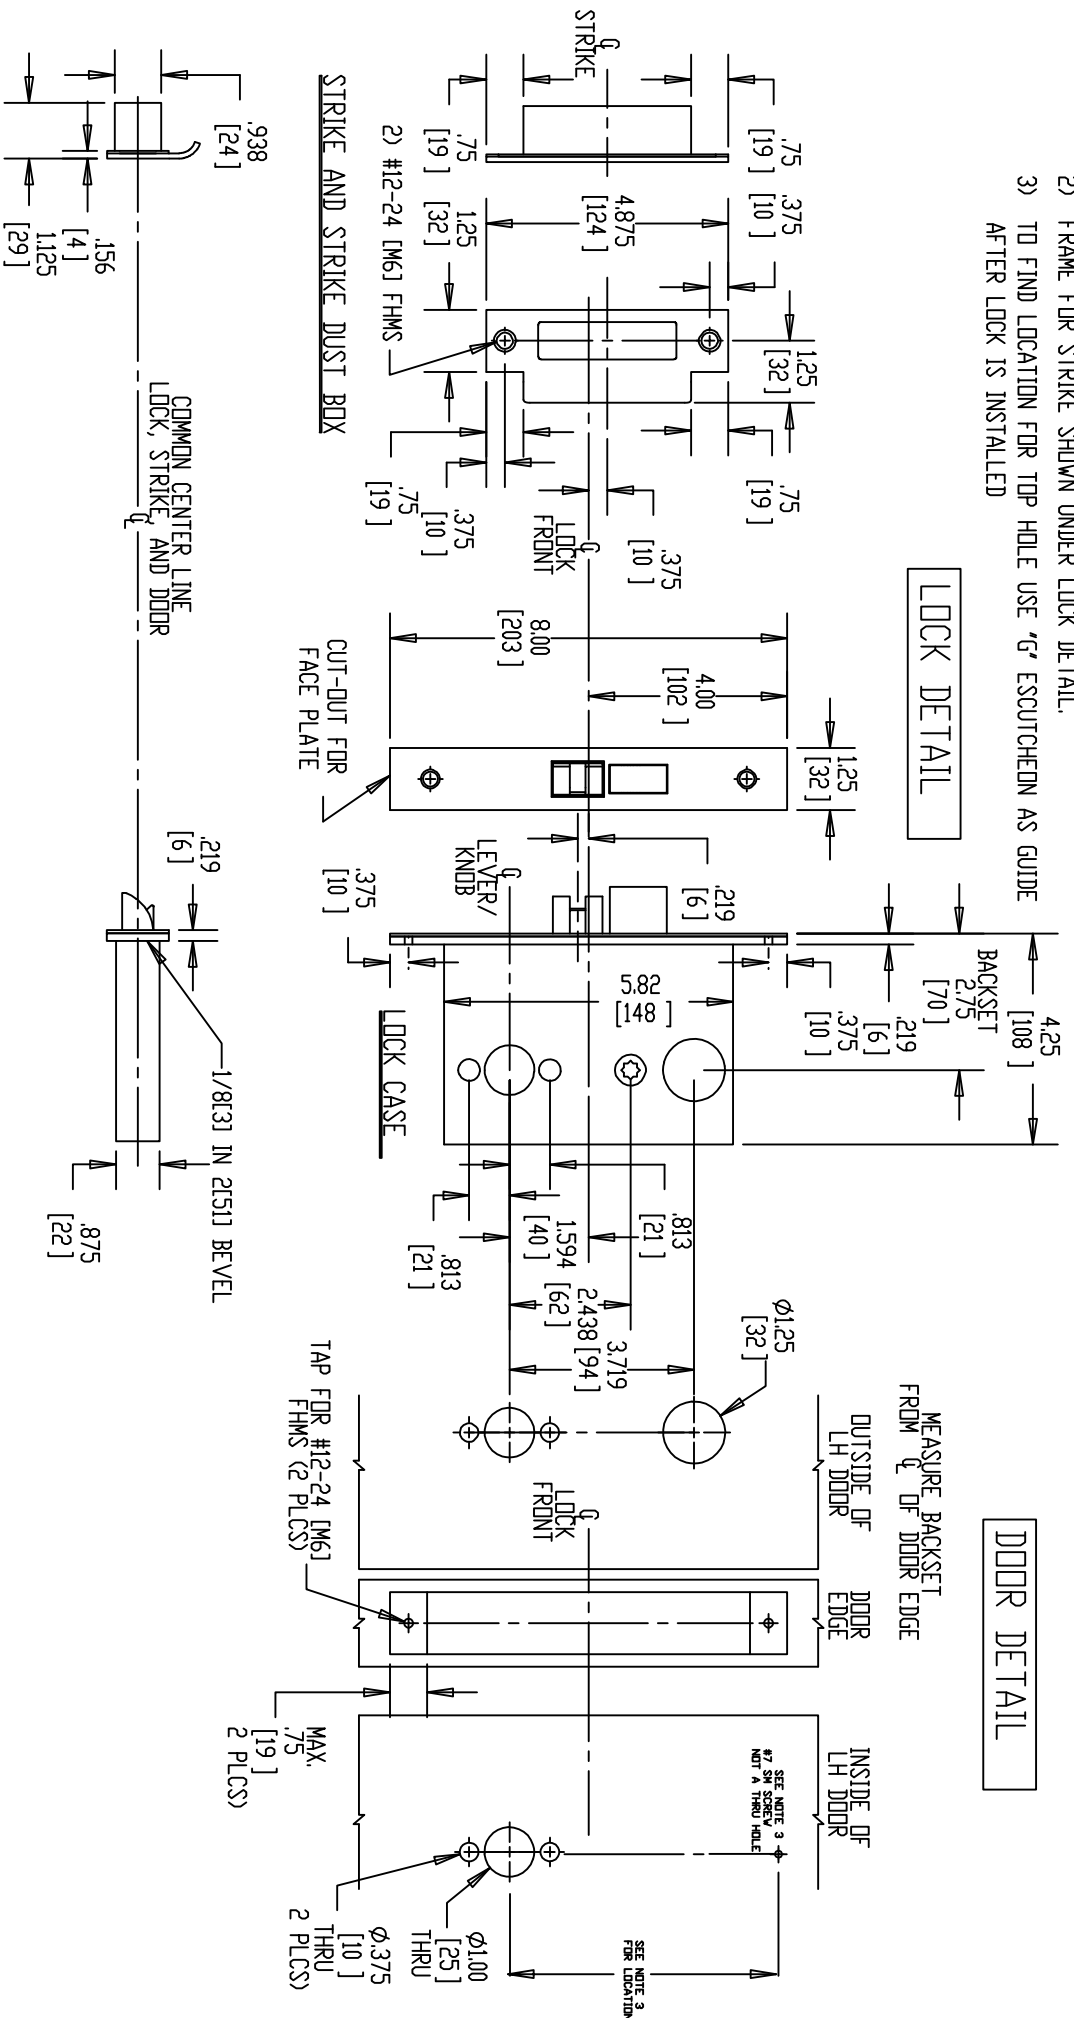 2) FRAME FOR STRIKE SHOWN UNDER LOCK DETAIL.
3) TO FIND LOCATION FOR TOP HOLE USE "G" ESCUTCHEON AS GUIDE
AFTER LOCK IS INSTALLED
LOCK DETAIL
DOOR DETAIL
℄
STRIKE
.75
[19 ]
.75
[19 ]
.375
[10 ]
4.875
[124 ]
1.25
[32 ]
2) #12-24 [M6] FHMS
STRIKE AND STRIKE DUST BOX
1.25
[32 ]
.75
[19 ]
.375
[10 ]
.75
[19 ]
.375
[10 ]
℄
LOCK
FRONT
8.00
[203 ]
4.00
[102 ]
1.25
[32 ]
CUT-OUT FOR
FACE PLATE
.219
[6 ]
℄
LEVER/
KNOB
.375
[10 ]
4.25
[108 ]
BACKSET
2.75
[70 ]
.219
[6 ]
.375
[10 ]
5.82
[148 ]
LOCK CASE
.813
[21 ]
1.594
[40 ]
.813
[21 ]
2.438
[62 ]
3.719
[94 ]
Ø1.25
[32 ]
MEASURE BACKSET
FROM ℄ OF DOOR EDGE
OUTSIDE OF
LH DOOR
DOOR
EDGE
INSIDE OF
LH DOOR
℄
LOCK
FRONT
TAP FOR #12-24 [M6]
FHMS (2 PLCS)
MAX.
.75
[19 ]
2 PLCS)
SEE NOTE 3
#7 SM SCREW
NOT A THRU HOLE
SEE NOTE 3
FOR LOCATION
Ø1.00
[25 ]
THRU
Ø.375
[10 ]
THRU
2 PLCS)
.938
[24 ]
.156
[4 ]
1.125
[29 ]
COMMON CENTER LINE
LOCK, STRIKE, AND DOOR
℄
.219
[6 ]
1/8[3] IN 2[51] BEVEL
.875
[22 ]